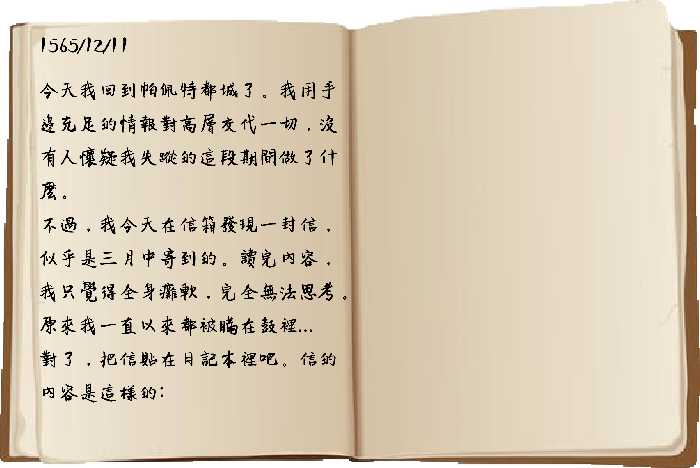 1565/12/11
今天我回到帕佩特都城了。我用手
邊充足的情報對高層交代一切，沒
有人懷疑我失蹤的這段期間做了什
麼。
不過，我今天在信箱發現一封信，
似乎是三月中寄到的。讀完內容，
我只覺得全身癱軟，完全無法思考。
原來我一直以來都被瞞在鼓裡...
對了，把信貼在日記本裡吧。信的
內容是這樣的: